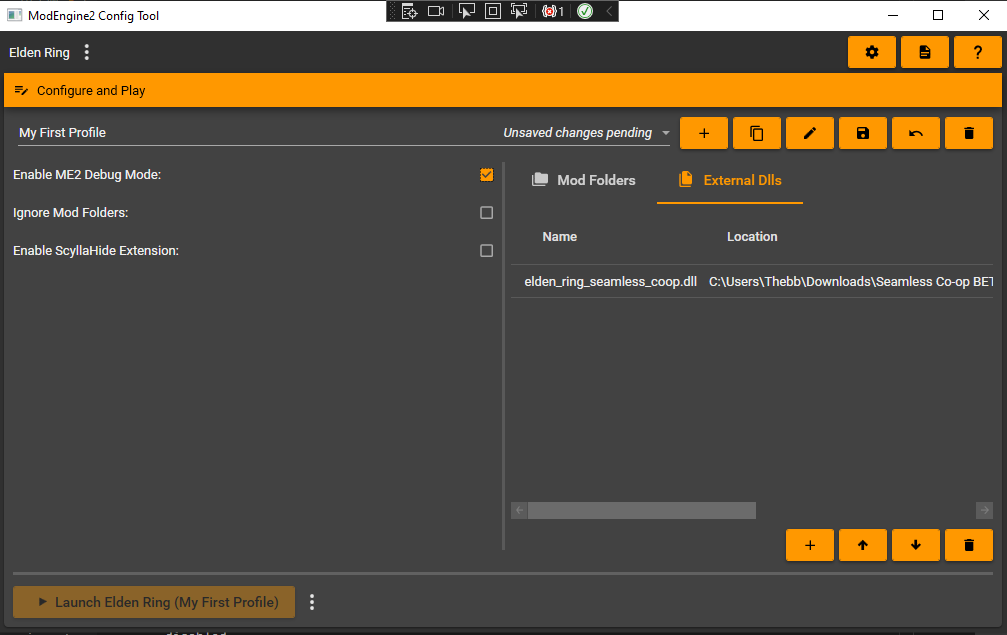 ModEngine2 Config Tool
1
Elden Ring
?
Configure and Play
My First Profile
Unsaved changes pending
Enable ME2 Debug Mode:
Ignore Mod Folders:
Enable ScyllaHide Extension:
Mod Folders
External Dlls
Name
Location
elden_ring_seamless_coop.dll
C:\Users\Thebb\Downloads\Seamless Co-op BET
Launch Elden Ring (My First Profile)